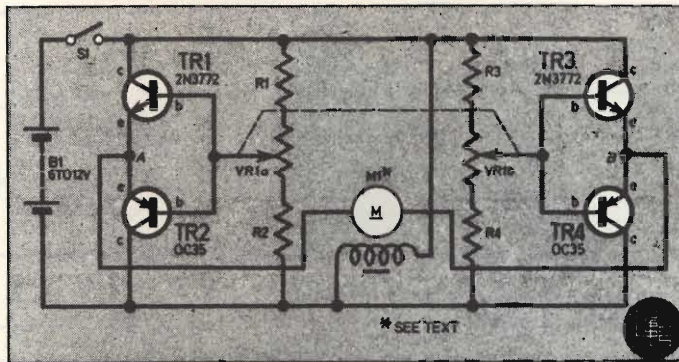 S1
TR1
2N3772
c
b
e
A
B1
6TO12V
e
b
c
TR2
OC35
R1
VR1a
R2
M1*
M
R3
VR1b
R4
TR3
2N3772
c
b
e
B
e
b
c
TR4
OC35
* SEE TEXT